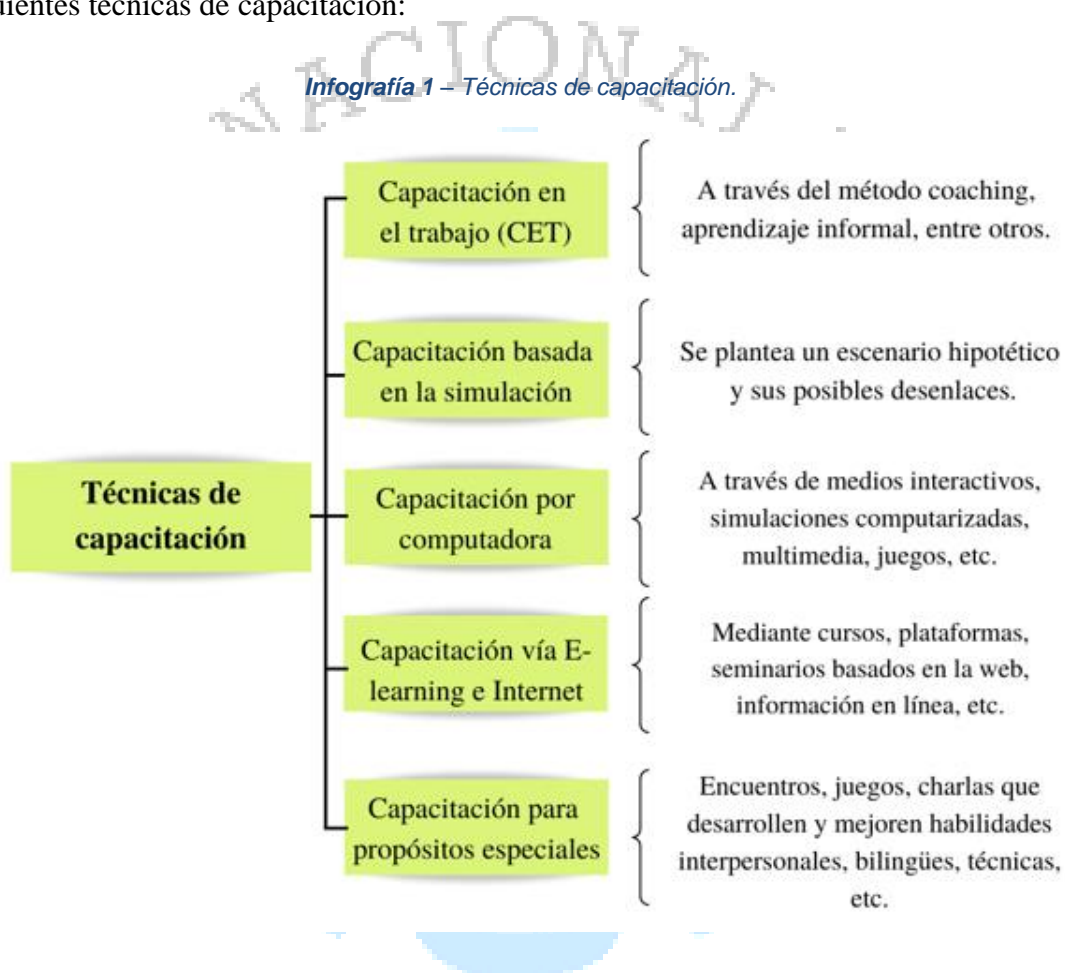 uientes técnicas de capacitación:
NACIONAL
Infografía 1 – Técnicas de capacitación.
Capacitación en
el trabajo (CET)
A través del método coaching,
aprendizaje informal, entre otros.
Capacitación basada
en la simulación
Se plantea un escenario hipotético
y sus posibles desenlaces.
Técnicas de
capacitación
Capacitación por
computadora
A través de medios interactivos,
simulaciones computarizadas,
multimedia, juegos, etc.
Capacitación vía E-
learning e Internet
Mediante cursos, plataformas,
seminarios basados en la web,
información en línea, etc.
Capacitación para
propósitos especiales
Encuentros, juegos, charlas que
desarrollen y mejoren habilidades
interpersonales, bilingües, técnicas,
etc.